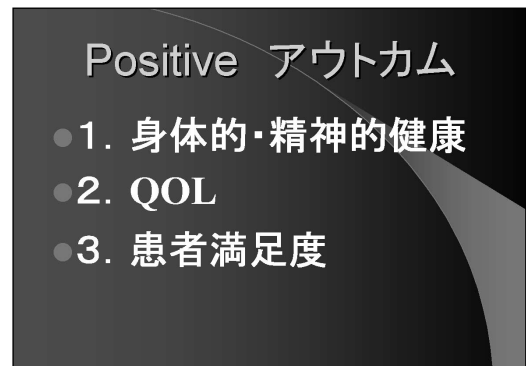 Positive アウトカム
1. 身体的・精神的健康
2. QOL
3. 患者満足度